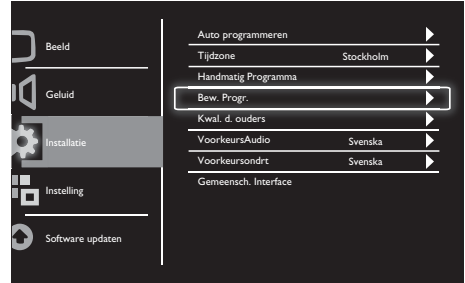 Beeld
Geluid
Installatie
Instelling
Software updaten
Auto programmeren
Tijdzone Stockholm
Handmatig Programma
Bew. Progr.
Kwal. d. ouders
VoorkeursAudio Svenska
Voorkeursondrt Svenska
Gemeensch. Interface